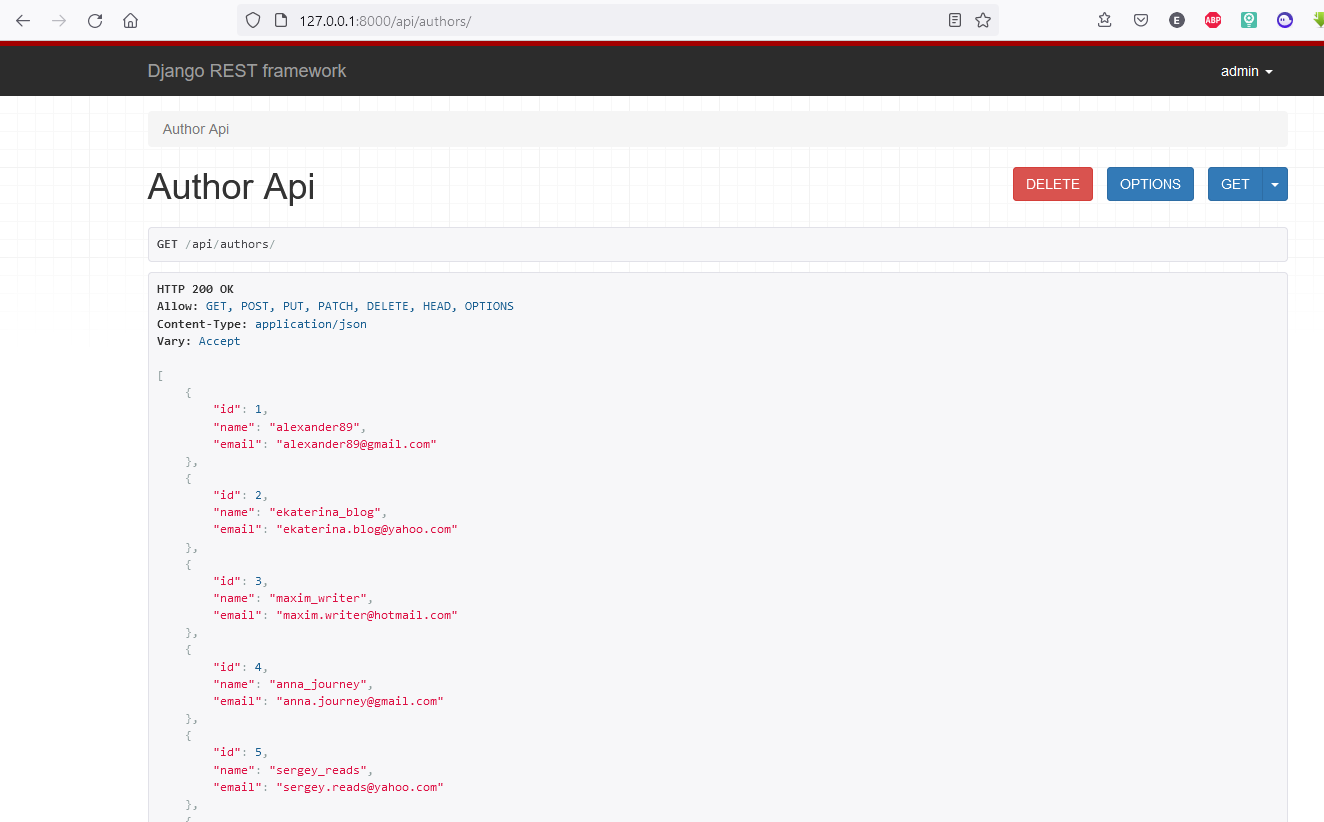 127.0.0.1:8000/api/authors/
E
ABP
Django REST framework
admin
Author Api
Author Api
DELETE
OPTIONS
GET
GET /api/authors/
HTTP 200 OK
Allow: GET, POST, PUT, PATCH, DELETE, HEAD, OPTIONS
Content-Type: application/json
Vary: Accept
[
{
"id": 1,
"name": "alexander89",
"email": "alexander89@gmail.com"
},
{
"id": 2,
"name": "ekaterina_blog",
"email": "ekaterina.blog@yahoo.com"
},
{
"id": 3,
"name": "maxim_writer",
"email": "maxim.writer@hotmail.com"
},
{
"id": 4,
"name": "anna_journey",
"email": "anna.journey@gmail.com"
},
{
"id": 5,
"name": "sergey_reads",
"email": "sergey.reads@yahoo.com"
},
{